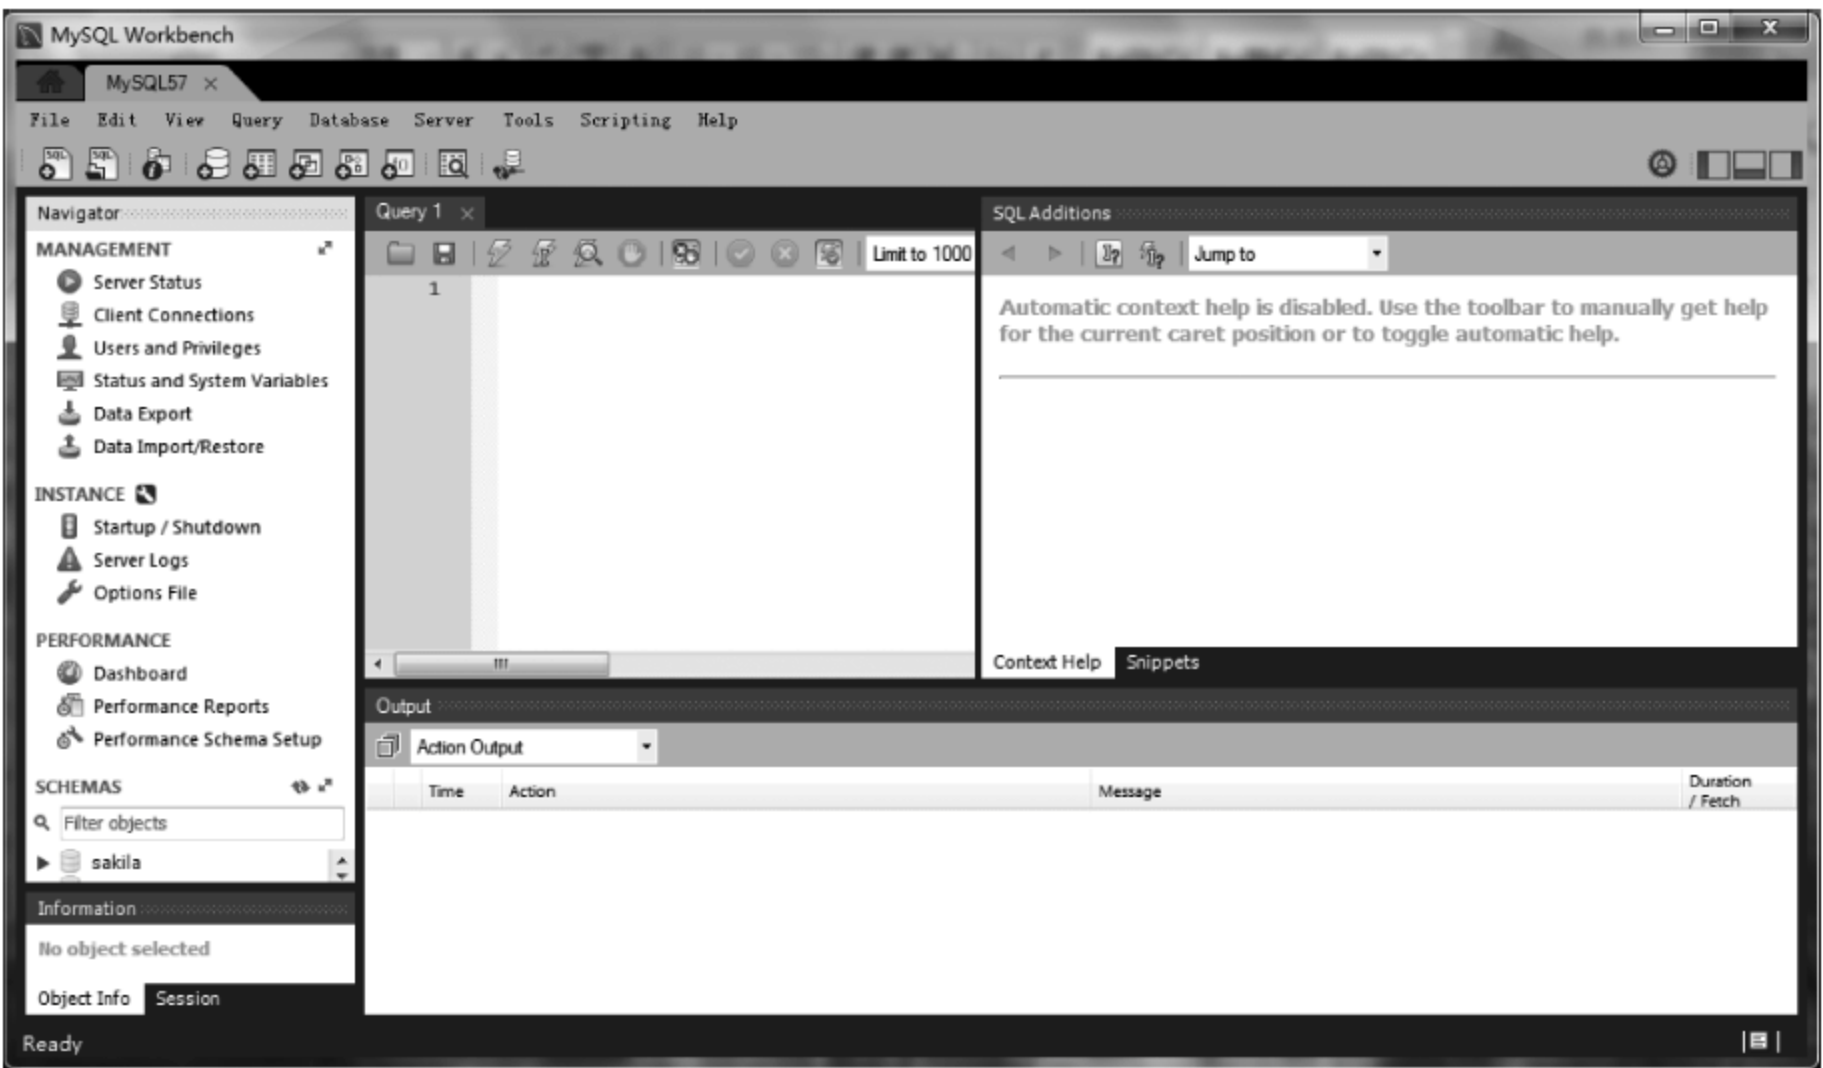 MySQL Workbench
MySQL57
File Edit View Query Database Server Tools Scripting Help
Navigator
MANAGEMENT
Server Status
Client Connections
Users and Privileges
Status and System Variables
Data Export
Data Import/Restore
INSTANCE
Startup / Shutdown
Server Logs
Options File
PERFORMANCE
Dashboard
Performance Reports
Performance Schema Setup
SCHEMAS
Filter objects
sakila
Information
No object selected
Object Info Session
Query 1
Limit to 1000
1
SQL Additions
Jump to
Automatic context help is disabled. Use the toolbar to manually get help
for the current caret position or to toggle automatic help.
Context Help Snippets
Output
Action Output
Time Action Message Duration
/ Fetch
Ready